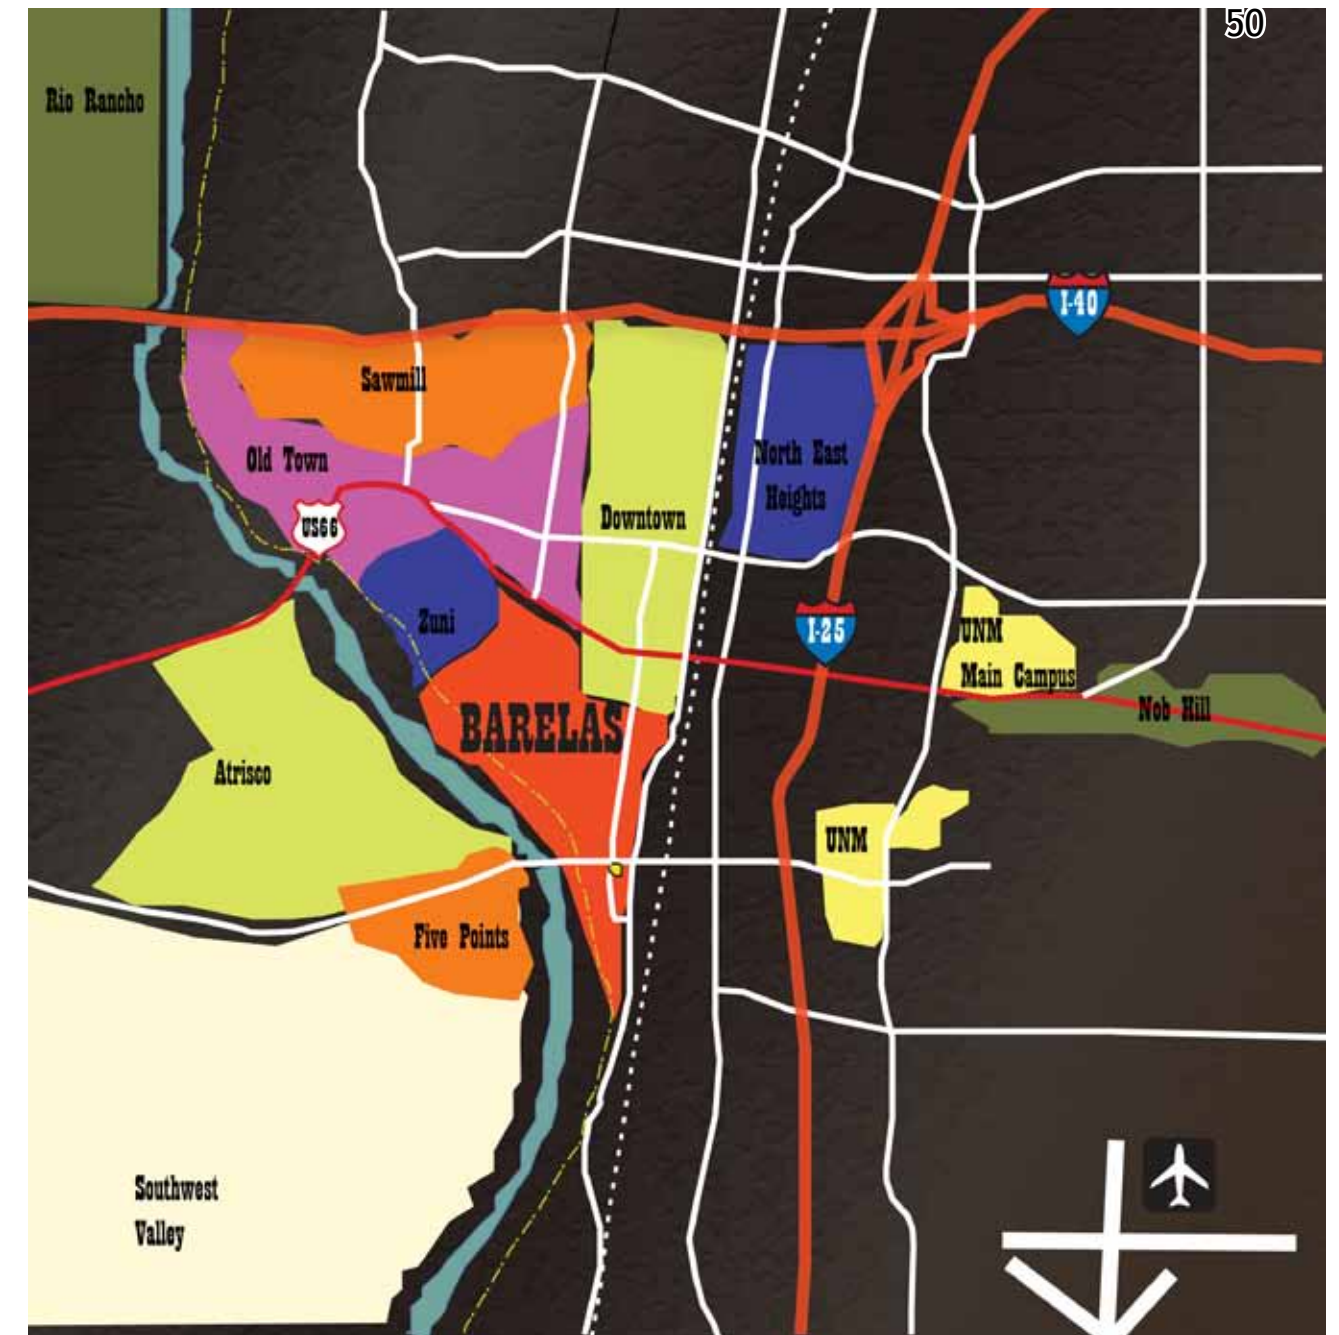 50
Rio Rancho
I-40
Sawmill
Old Town
North East
Heights
Downtown
US66
Zuni
I-25
UNM
Main Campus
BARELAS
Nob Hill
Atrisco
UNM
Five Points
Southwest
Valley